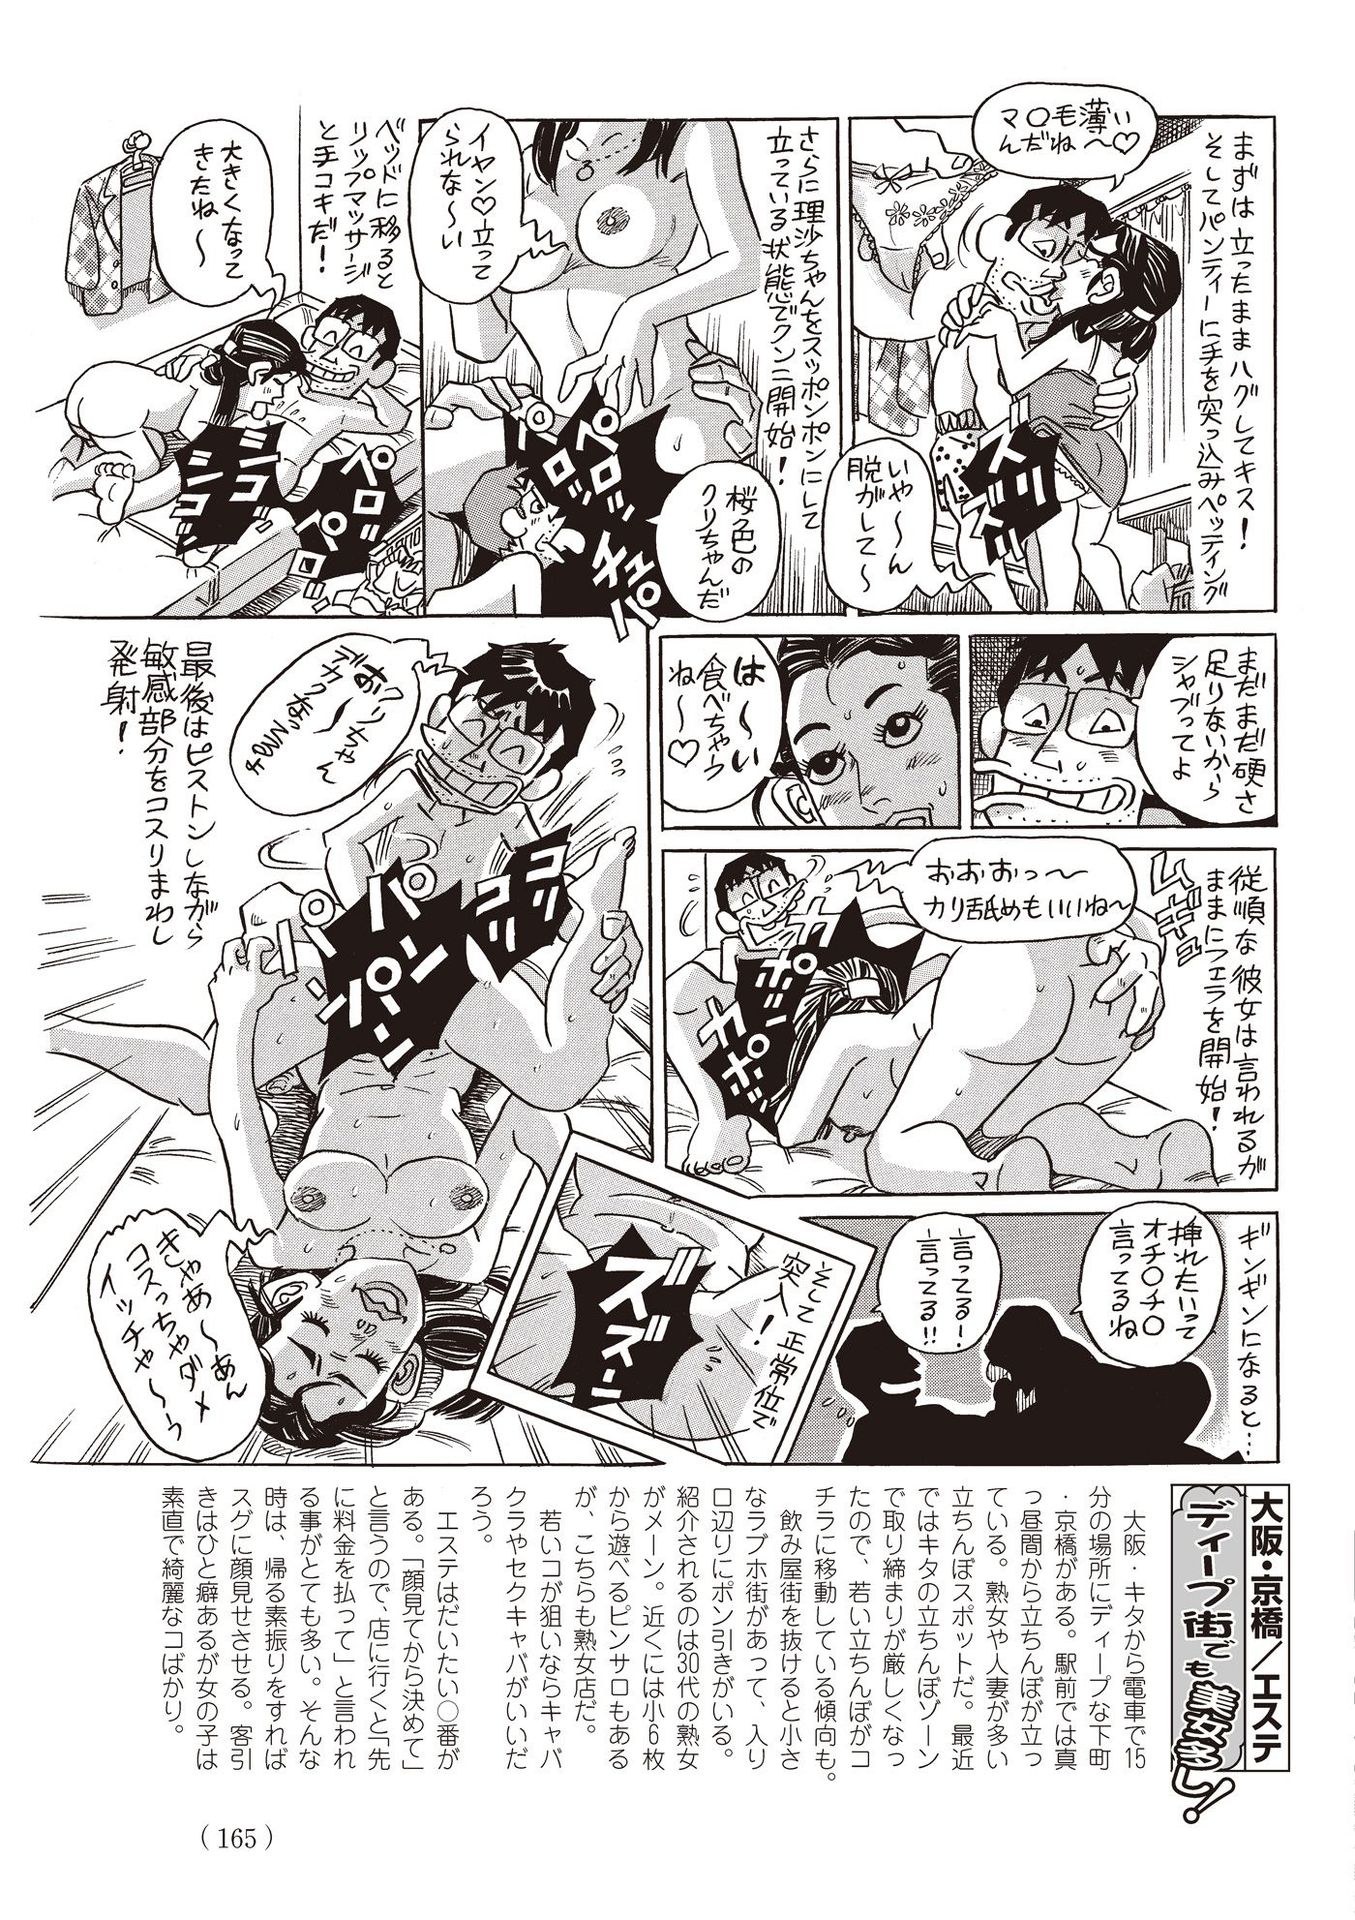 まずは立ったままハグしてキス！
そしてパンティーに手を突っ込みペッティング
マ〇毛薄い
んだね〜♡
いや〜ん
脱がして〜
ズズーン
さらに理沙ちゃんをスッポンポンにして
立っている状態でクンニ開始！
イヤン♡立って
られな〜い
桜色の
クリちゃんだ
ペロペロッ
チュパ
ベッドに移ると
リップマッサージ
と手コキだ！
大きくなって
きたね〜
シコシコッ
ペロペロッ
まだまだ硬さ
足りないから
シャブってよ
は〜い
食べちゃう
ね〜♡
従順な彼女は言われるが
ままにフェラを開始！
おおおっ〜
カリ舐めもいいね〜
ムギュギュ
カポッ
カポカポ
ギンギンになると…
挿れたいって
オチ〇チ〇
言ってるね
言ってる！
言ってる!!
そして正常位で
突入！
ズズズーン
最後はピストンしながら
敏感部分をコスリまわし
発射！
コリッコリコリ
パンパンパパーン
きゃあ〜あん
コスっちゃダメ
イッチャ〜う
大阪・京橋／エステ
ディープ街でも美女多し！
大阪・キタから電車で15
分の場所にディープな下町
・京橋がある。駅前では真
っ昼間から立ちんぼが立っ
ている。熟女や人妻が多い
立ちんぼスポットだ。最近
ではキタの立ちんぼゾーン
で取り締まりが厳しくなっ
たので、若い立ちんぼがコ
チラに移動している傾向も。
飲み屋街を抜けると小さ
なラブホ街があって、入り
口辺りにポン引きがいる。
紹介されるのは30代の熟女
がメーン。近くには小6枚
から遊べるピンサロもある
が、こちらも熟女店だ。
若いコが狙いならキャバ
クラやセクキャバがいいだ
ろう。
エステはだいたい〇番が
ある。「顔見てから決めて」
と言うので、店に行くと「先
に料金を払って」と言われ
る事がとても多い。そんな
時は、帰る素振りをすれば
スグに顔見せさせる。客引
きはひと癖あるが女の子は
素直で綺麗なコばかり。
（165）